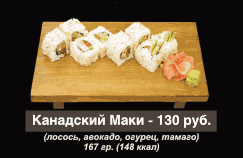 Канадский Маки - 130 руб.
(лосось, авокадо, огурец, тамаго)
167 гр. (148 ккал)